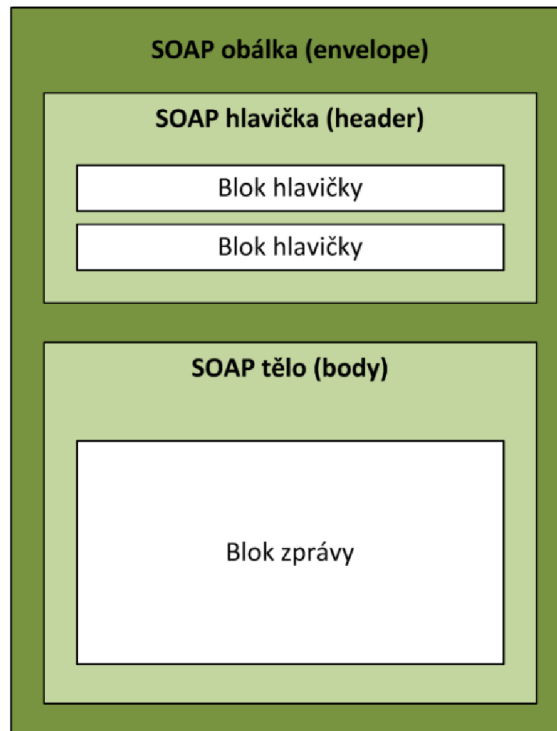 SOAP obálka (envelope)
SOAP hlavička (header)
Blok hlavičky
Blok hlavičky
SOAP tělo (body)
Blok zprávy